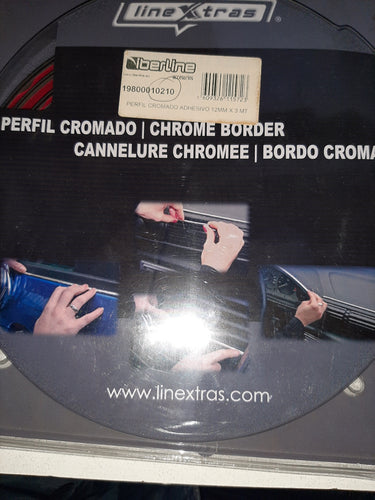 lineXtras®
Iberline
19800010210
PERFIL CROMADO ADHESIVO 12MM X 3 MT
PERFIL CROMADO | CHROME BORDER
CANNELURE CHROMEE | BORDO CROMA
www.linextras.com